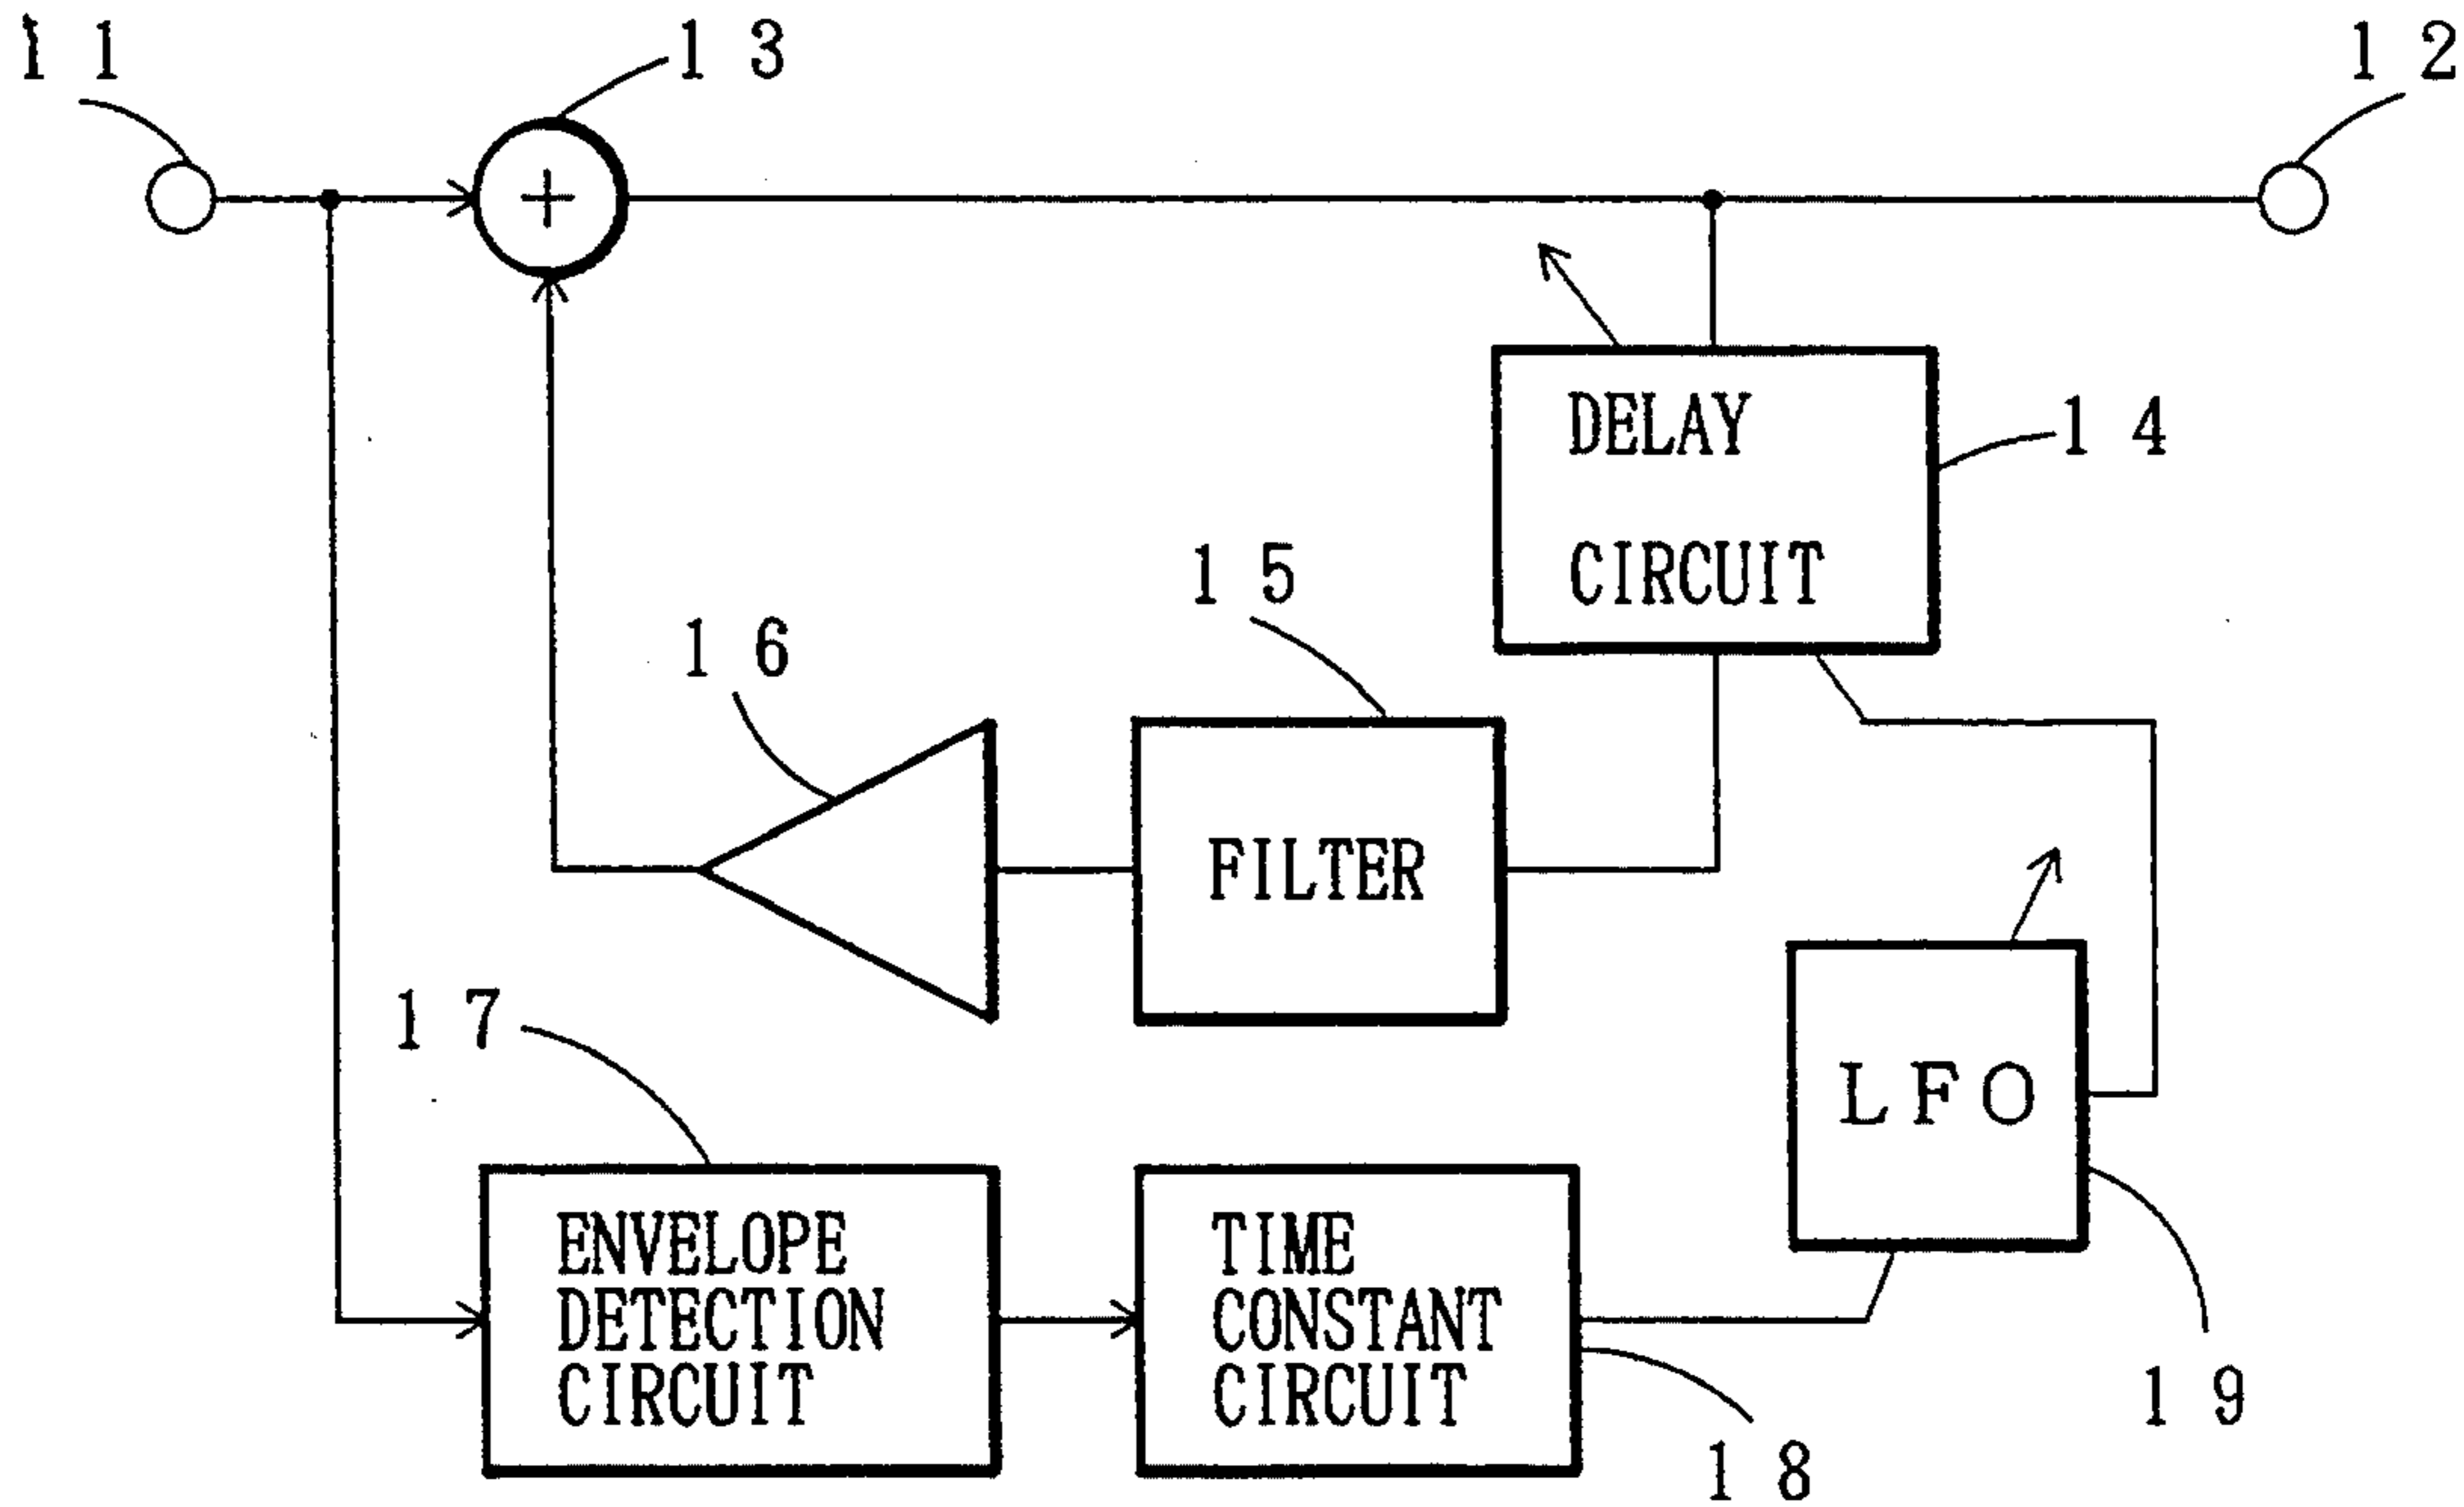 11
13
12
DELAY
CIRCUIT
14
15
16
FILTER
17
LFO
ENVELOPE
DETECTION
CIRCUIT
TIME
CONSTANT
CIRCUIT
19
18